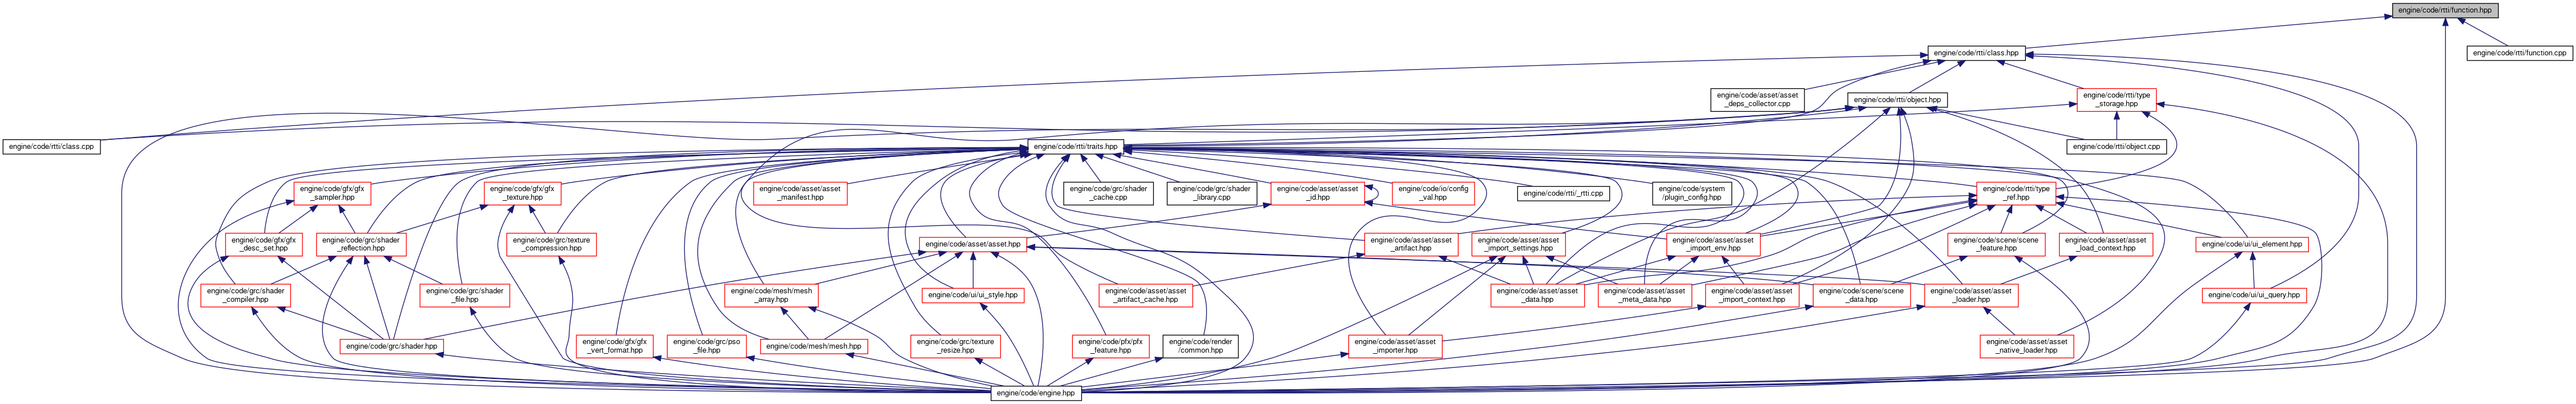 engine/code/rtti/function.hpp
engine/code/rtti/class.hpp
engine/code/rtti/function.cpp
engine/code/asset/asset
_deps_collector.cpp
engine/code/rtti/object.hpp
engine/code/rtti/type
_storage.hpp
engine/code/rtti/class.cpp
engine/code/rtti/traits.hpp
engine/code/rtti/object.cpp
engine/code/gfx/gfx
_sampler.hpp
engine/code/gfx/gfx
_texture.hpp
engine/code/asset/asset
_manifest.hpp
engine/code/grc/shader
_cache.cpp
engine/code/grc/shader
_library.cpp
engine/code/asset/asset
_id.hpp
engine/code/io/config
_val.hpp
engine/code/rtti/_rtti.cpp
engine/code/system
/plugin_config.hpp
engine/code/rtti/type
_ref.hpp
engine/code/gfx/gfx
_desc_set.hpp
engine/code/grc/shader
_reflection.hpp
engine/code/grc/texture
_compression.hpp
engine/code/asset/asset.hpp
engine/code/asset/asset
_artifact.hpp
engine/code/asset/asset
_import_settings.hpp
engine/code/asset/asset
_import_env.hpp
engine/code/scene/scene
_feature.hpp
engine/code/asset/asset
_load_context.hpp
engine/code/ui/ui_element.hpp
engine/code/grc/shader
_compiler.hpp
engine/code/grc/shader
_file.hpp
engine/code/mesh/mesh
_array.hpp
engine/code/ui/ui_style.hpp
engine/code/asset/asset
_artifact_cache.hpp
engine/code/asset/asset
_data.hpp
engine/code/asset/asset
_meta_data.hpp
engine/code/asset/asset
_import_context.hpp
engine/code/scene/scene
_data.hpp
engine/code/asset/asset
_loader.hpp
engine/code/ui/ui_query.hpp
engine/code/grc/shader.hpp
engine/code/gfx/gfx
_vert_format.hpp
engine/code/grc/pso
_file.hpp
engine/code/mesh/mesh.hpp
engine/code/grc/texture
_resize.hpp
engine/code/pfx/pfx
_feature.hpp
engine/code/render
/common.hpp
engine/code/asset/asset
_importer.hpp
engine/code/asset/asset
_native_loader.hpp
engine/code/engine.hpp